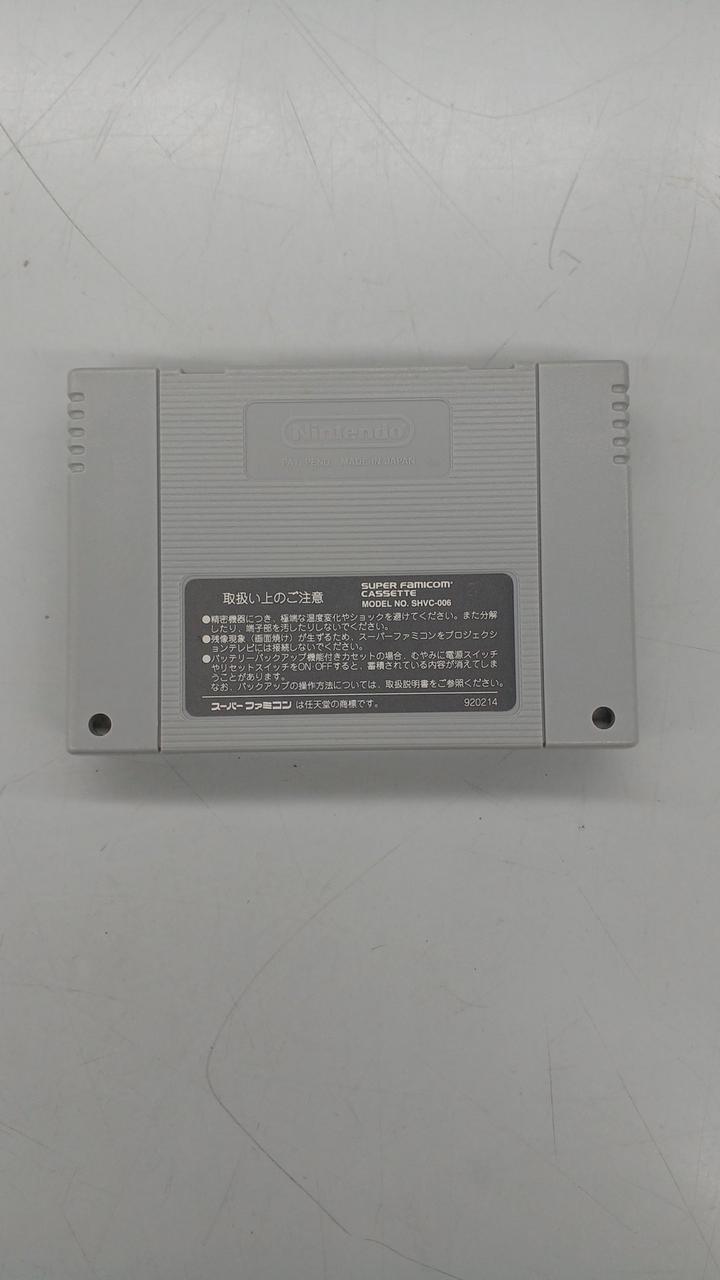 Nintendo
PAT. PEND. MADE IN JAPAN
取扱い上のご注意
SUPER FAMICOM
CASSETTE
MODEL NO. SHVC-006
●精密機器につき、極端な温度変化やショックを避けてください。また分解
したり、端子部を汚したりしないでください。
●残像現象（画面焼け）が生ずるため、スーパーファミコンをプロジェクシ
ョンテレビには接続しないでください。
●バッテリーバックアップ機能付きカセットの場合、むやみに電源スイッチ
やリセットスイッチをON・OFFすると、蓄積されている内容が消えてしま
うことがあります。
なお、バックアップの操作方法については、取扱説明書をご参照ください。
スーパーファミコンは任天堂の商標です。 920214